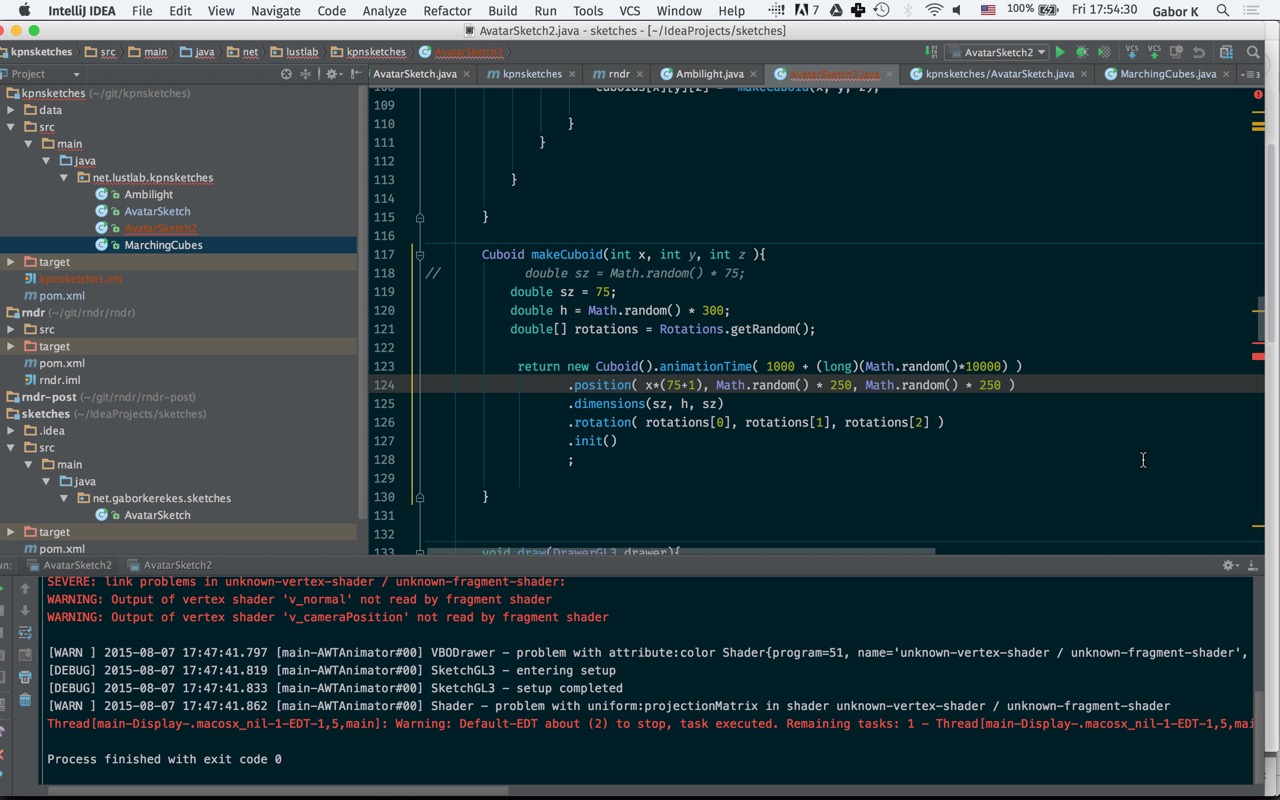 IntelliJ IDEA File Edit View Navigate Code Analyze Refactor Build Run Tools VCS Window Help 7 100% Fri 17:54:30 Gabor K
AvatarSketch2.java - sketches - [~/IdeaProjects/sketches]
kpnsketches src main java net lustlab kpnsketches AvatarSketch2 AvatarSketch2 VCS VCS
Project AvatarSketch.java kpnsketches rndr Ambilight.java AvatarSketch2.java kpnsketches/AvatarSketch.java MarchingCubes.java 3
kpnsketches (~/git/kpnsketches)
data
src
main
java
net.lustlab.kpnsketches
Ambilight
AvatarSketch
AvatarSketch2
MarchingCubes
target
kpnsketches.iml
pom.xml
rndr (~/git/rndr/rndr)
src
target
pom.xml
rndr.iml
rndr-post (~/git/rndr/rndr-post)
sketches (~/IdeaProjects/sketches)
.idea
src
main
java
net.gaborkerekes.sketches
AvatarSketch
target
pom.xml
108 cuboids[x][y][z] = makeCuboid(x, y, z);
109
110 }
111 }
112
113 }
114
115 }
116
117 Cuboid makeCuboid(int x, int y, int z ){
118 // double sz = Math.random() * 75;
119 double sz = 75;
120 double h = Math.random() * 300;
121 double[] rotations = Rotations.getRandom();
122
123 return new Cuboid().animationTime( 1000 + (long)(Math.random()*10000) )
124 .position( x*(75+1), Math.random() * 250, Math.random() * 250 )
125 .dimensions(sz, h, sz)
126 .rotation( rotations[0], rotations[1], rotations[2] )
127 .init()
128 ;
129
130 }
131
132
133 void draw(DrawerGL3 drawer){
un: AvatarSketch2 AvatarSketch2
SEVERE: link problems in unknown-vertex-shader / unknown-fragment-shader:
WARNING: Output of vertex shader 'v_normal' not read by fragment shader
WARNING: Output of vertex shader 'v_cameraPosition' not read by fragment shader
[WARN ] 2015-08-07 17:47:41.797 [main-AWTAnimator#00] VBODrawer - problem with attribute:color Shader{program=51, name='unknown-vertex-shader / unknown-fragment-shader',
[DEBUG] 2015-08-07 17:47:41.819 [main-AWTAnimator#00] SketchGL3 - entering setup
[DEBUG] 2015-08-07 17:47:41.833 [main-AWTAnimator#00] SketchGL3 - setup completed
[WARN ] 2015-08-07 17:47:41.862 [main-AWTAnimator#00] Shader - problem with uniform:projectionMatrix in shader unknown-vertex-shader / unknown-fragment-shader
Thread[main-Display-.macosx_nil-1-EDT-1,5,main]: Warning: Default-EDT about (2) to stop, task executed. Remaining tasks: 1 - Thread[main-Display-.macosx_nil-1-EDT-1,5,mai
Process finished with exit code 0